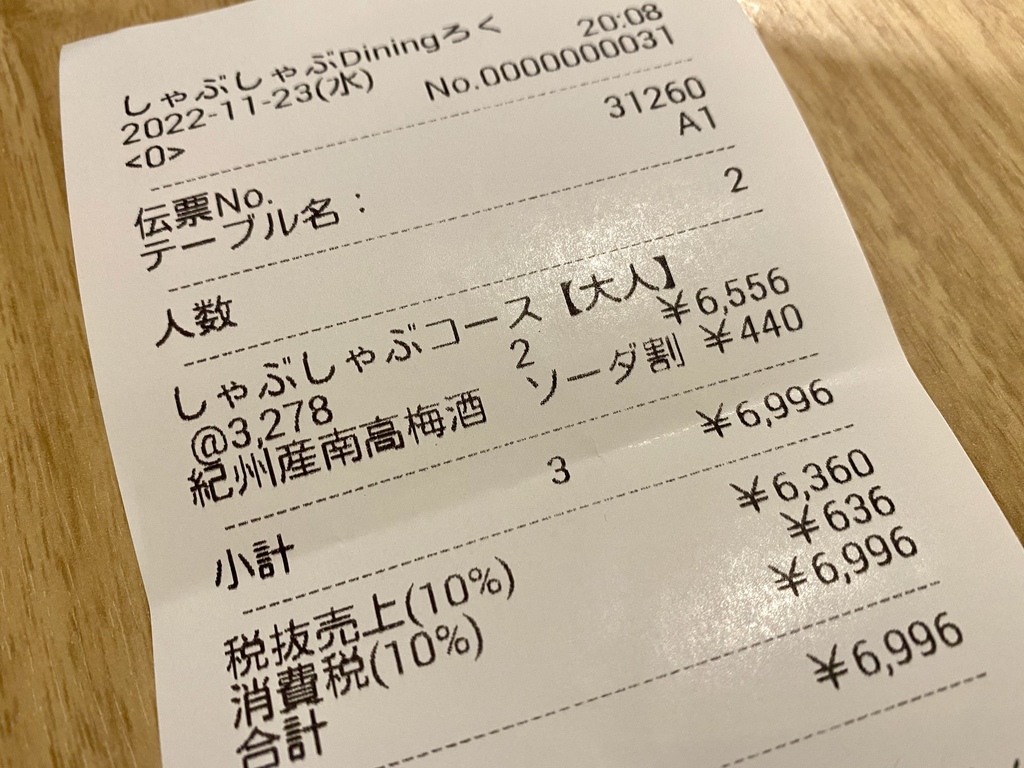 しゃぶしゃぶDiningろく
2022-11-23(水) 20:08
<0> No.0000000031
伝票No. 31260
テーブル名： A1
人数 2
しゃぶしゃぶコース【大人】
@3,278 2 ¥6,556
紀州産南高梅酒 ソーダ割 ¥440
小計 3 ¥6,996
税抜売上(10%) ¥6,360
消費税(10%) ¥636
合計 ¥6,996
¥6,996